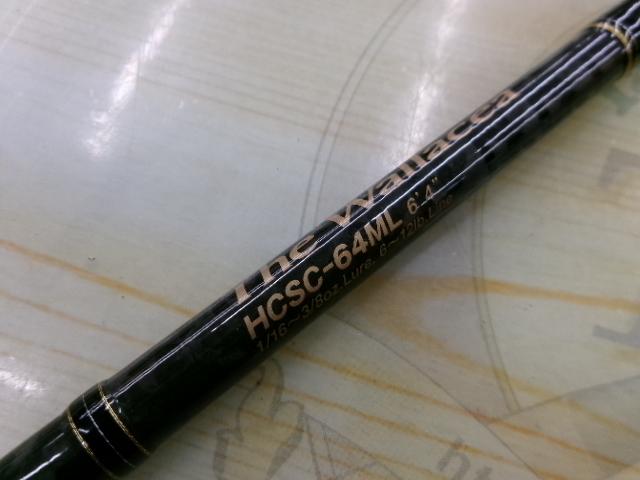 The Wallacea
HCSC-64ML 6'4"
1/16~3/8oz.Lure. 6~12lb.Line